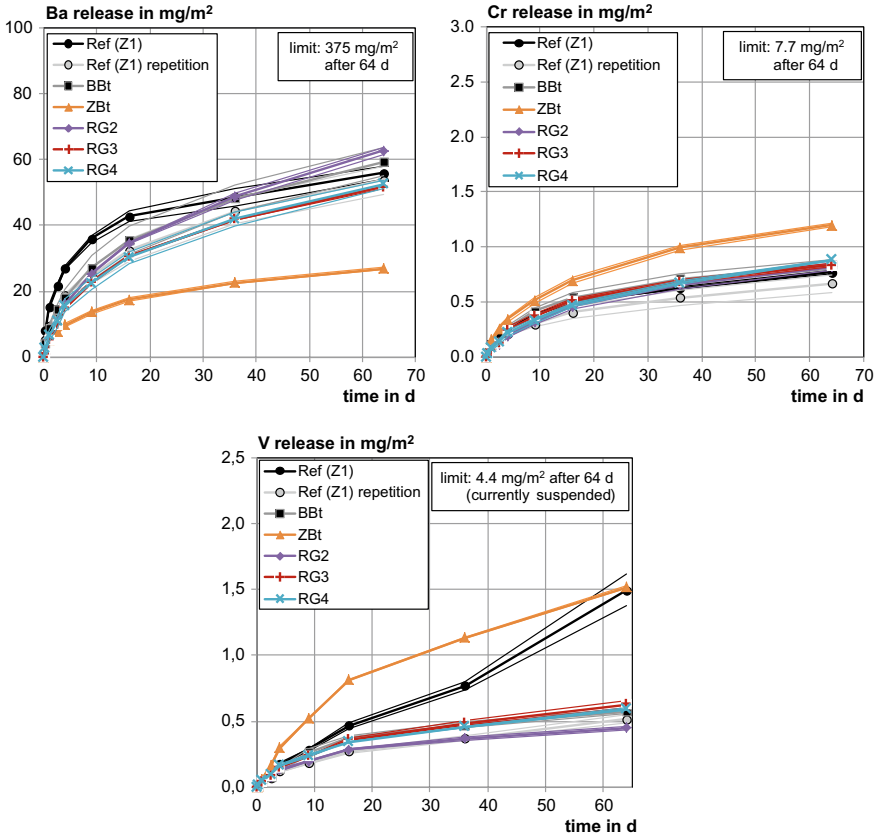 Ba release in mg/m²
100
80
60
40
20
0
Ref (Z1)
Ref (Z1) repetition
BBt
ZBt
RG2
RG3
RG4
limit: 375 mg/m²
after 64 d
0 10 20 30 40 50 60 70
time in d
Cr release in mg/m²
3.0
2.5
2.0
1.5
1.0
0.5
0.0
Ref (Z1)
Ref (Z1) repetition
BBt
ZBt
RG2
RG3
RG4
limit: 7.7 mg/m²
after 64 d
0 10 20 30 40 50 60 70
time in d
V release in mg/m²
2,5
2,0
1,5
1,0
0,5
0,0
Ref (Z1)
Ref (Z1) repetition
BBt
ZBt
RG2
RG3
RG4
limit: 4.4 mg/m² after 64 d
(currently suspended)
0 10 20 30 40 50 60
time in d